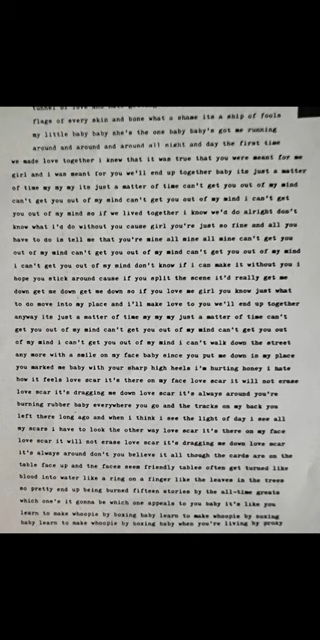 tunnel of love and
flags of every skin and bone what a shame its a ship of fools
my little baby baby she's the one baby baby's got me running
around and around and around all night and day the first time
we made love together i knew that it was true that you were meant for me
girl and i was meant for you we'll end up together baby its just a matter
of time my my my its just a matter of time can't get you out of my mind
can't get you out of my mind can't get you out of my mind i can't get
you out of my mind so if we lived together i know we'd do alright don't
know what i'd do without you cause girl you're just so fine and all you
have to do is tell me that you're mine all mine all mine can't get you
out of my mind can't get you out of my mind can't get you out of my mind
i can't get you out of my mind don't know if i can make it without you i
hope you stick around cause if you split the scene it'd really get me
down get me down get me down so if you love me girl you know just what
to do move into my place and i'll make love to you we'll end up together
anyway its just a matter of time my my my just a matter of time can't
get you out of my mind can't get you out of my mind can't get you out
of my mind i can't get you out of my mind i can't walk down the street
any more with a smile on my face baby since you put me down in my place
you marked me baby with your sharp high heels i'm hurting honey i hate
how it feels love scar it's there on my face love scar it will not erase
love scar it's dragging me down love scar it's always around you're
burning rubber baby everywhere you go and the tracks on my back you
left there long ago and when i think i see the light of day i see all
my scars i have to look the other way love scar it's there on my face
love scar it will not erase love scar it's dragging me down love scar
it's always around don't you believe it all though the cards are on the
table face up and the faces seem friendly tables often get turned like
blood into water like a ring on a finger like the leaves in the trees
so pretty end up being burned fifteen stories by the all-time greats
which one's it gonna be which one appeals to you baby it's like you
learn to make whoopie by boxing baby learn to make whoopie by boxing
baby learn to make whoopie by boxing baby when you're living by proxy